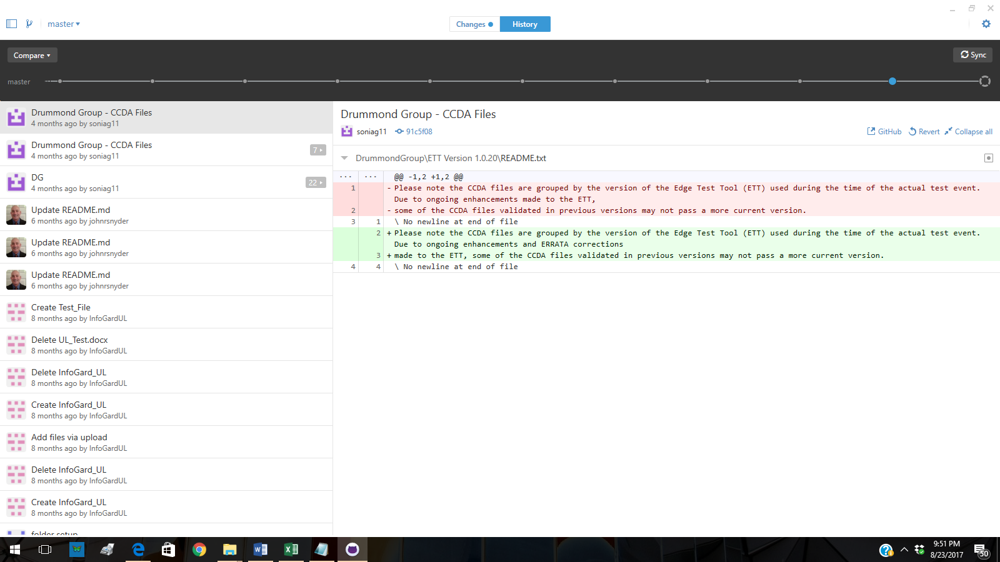 master
Changes
History
Compare
Sync
master
Drummond Group - CCDA Files
4 months ago by soniag11
Drummond Group - CCDA Files
4 months ago by soniag11
7
DG
4 months ago by soniag11
22
Update README.md
6 months ago by johnrsnyder
Update README.md
6 months ago by johnrsnyder
Update README.md
6 months ago by johnrsnyder
Create Test_File
8 months ago by InfoGardUL
Delete UL_Test.docx
8 months ago by InfoGardUL
Delete InfoGard_UL
8 months ago by InfoGardUL
Create InfoGard_UL
8 months ago by InfoGardUL
Add files via upload
8 months ago by InfoGardUL
Delete InfoGard_UL
8 months ago by InfoGardUL
Create InfoGard_UL
8 months ago by InfoGardUL
folder setup
Drummond Group - CCDA Files
soniag11 91c5f08
GitHub Revert Collapse all
DrummondGroup\ETT Version 1.0.20\README.txt
... ... @@ -1,2 +1,2 @@
1 - Please note the CCDA files are grouped by the version of the Edge Test Tool (ETT) used during the time of the actual test event.
Due to ongoing enhancements made to the ETT,
2 - some of the CCDA files validated in previous versions may not pass a more current version.
3 1 \ No newline at end of file
2 + Please note the CCDA files are grouped by the version of the Edge Test Tool (ETT) used during the time of the actual test event.
Due to ongoing enhancements and ERRATA corrections
3 + made to the ETT, some of the CCDA files validated in previous versions may not pass a more current version.
4 4 \ No newline at end of file
9:51 PM
8/23/2017
50